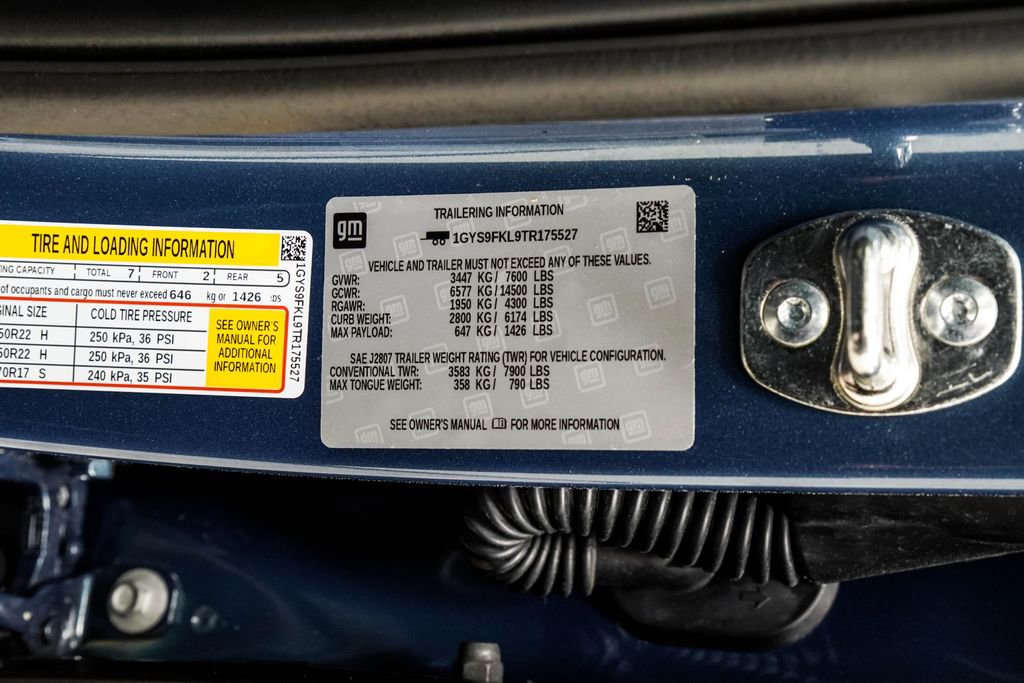 TIRE AND LOADING INFORMATION
CAPACITY TOTAL 7 FRONT 2 REAR 5
of occupants and cargo must never exceed 646 kg or 1426
SIZE COLD TIRE PRESSURE
R22 H 250 kPa, 36 PSI
R22 H 250 kPa, 36 PSI
R17 S 240 kPa, 35 PSI
SEE OWNER'S
MANUAL FOR
ADDITIONAL
INFORMATION
1GYS9FKL9TR175527
gm
TRAILERING INFORMATION
1GYS9FKL9TR175527
VEHICLE AND TRAILER MUST NOT EXCEED ANY OF THESE VALUES.
GVWR: 3447 KG / 7600 LBS
GCWR: 6577 KG / 14500 LBS
RGAWR: 1950 KG / 4300 LBS
CURB WEIGHT: 2800 KG / 6174 LBS
MAX PAYLOAD: 647 KG / 1426 LBS
SAE J2807 TRAILER WEIGHT RATING (TWR) FOR VEHICLE CONFIGURATION.
CONVENTIONAL TWR: 3583 KG / 7900 LBS
MAX TONGUE WEIGHT: 358 KG / 790 LBS
SEE OWNER'S MANUAL FOR MORE INFORMATION